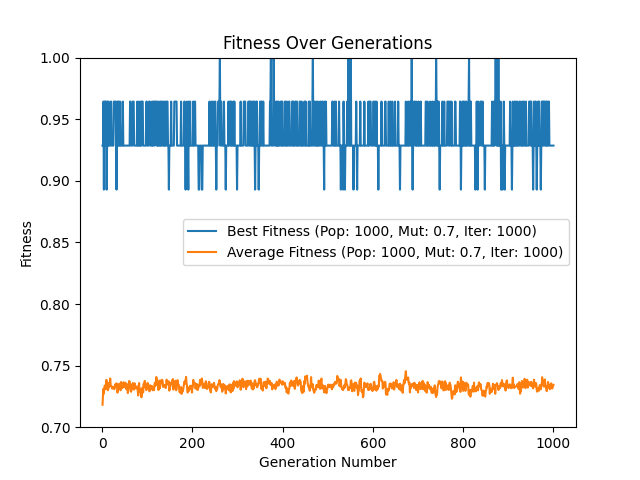 Fitness Over Generations
1.00
0.95
0.90
0.85
0.80
0.75
0.70
Fitness
Best Fitness (Pop: 1000, Mut: 0.7, Iter: 1000)
Average Fitness (Pop: 1000, Mut: 0.7, Iter: 1000)
0 200 400 600 800 1000
Generation Number